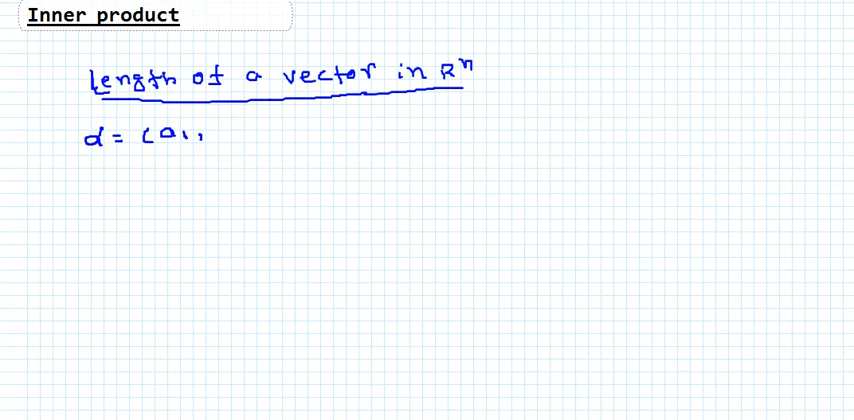 Inner product
Length of a vector in Rⁿ
α = (a₁,